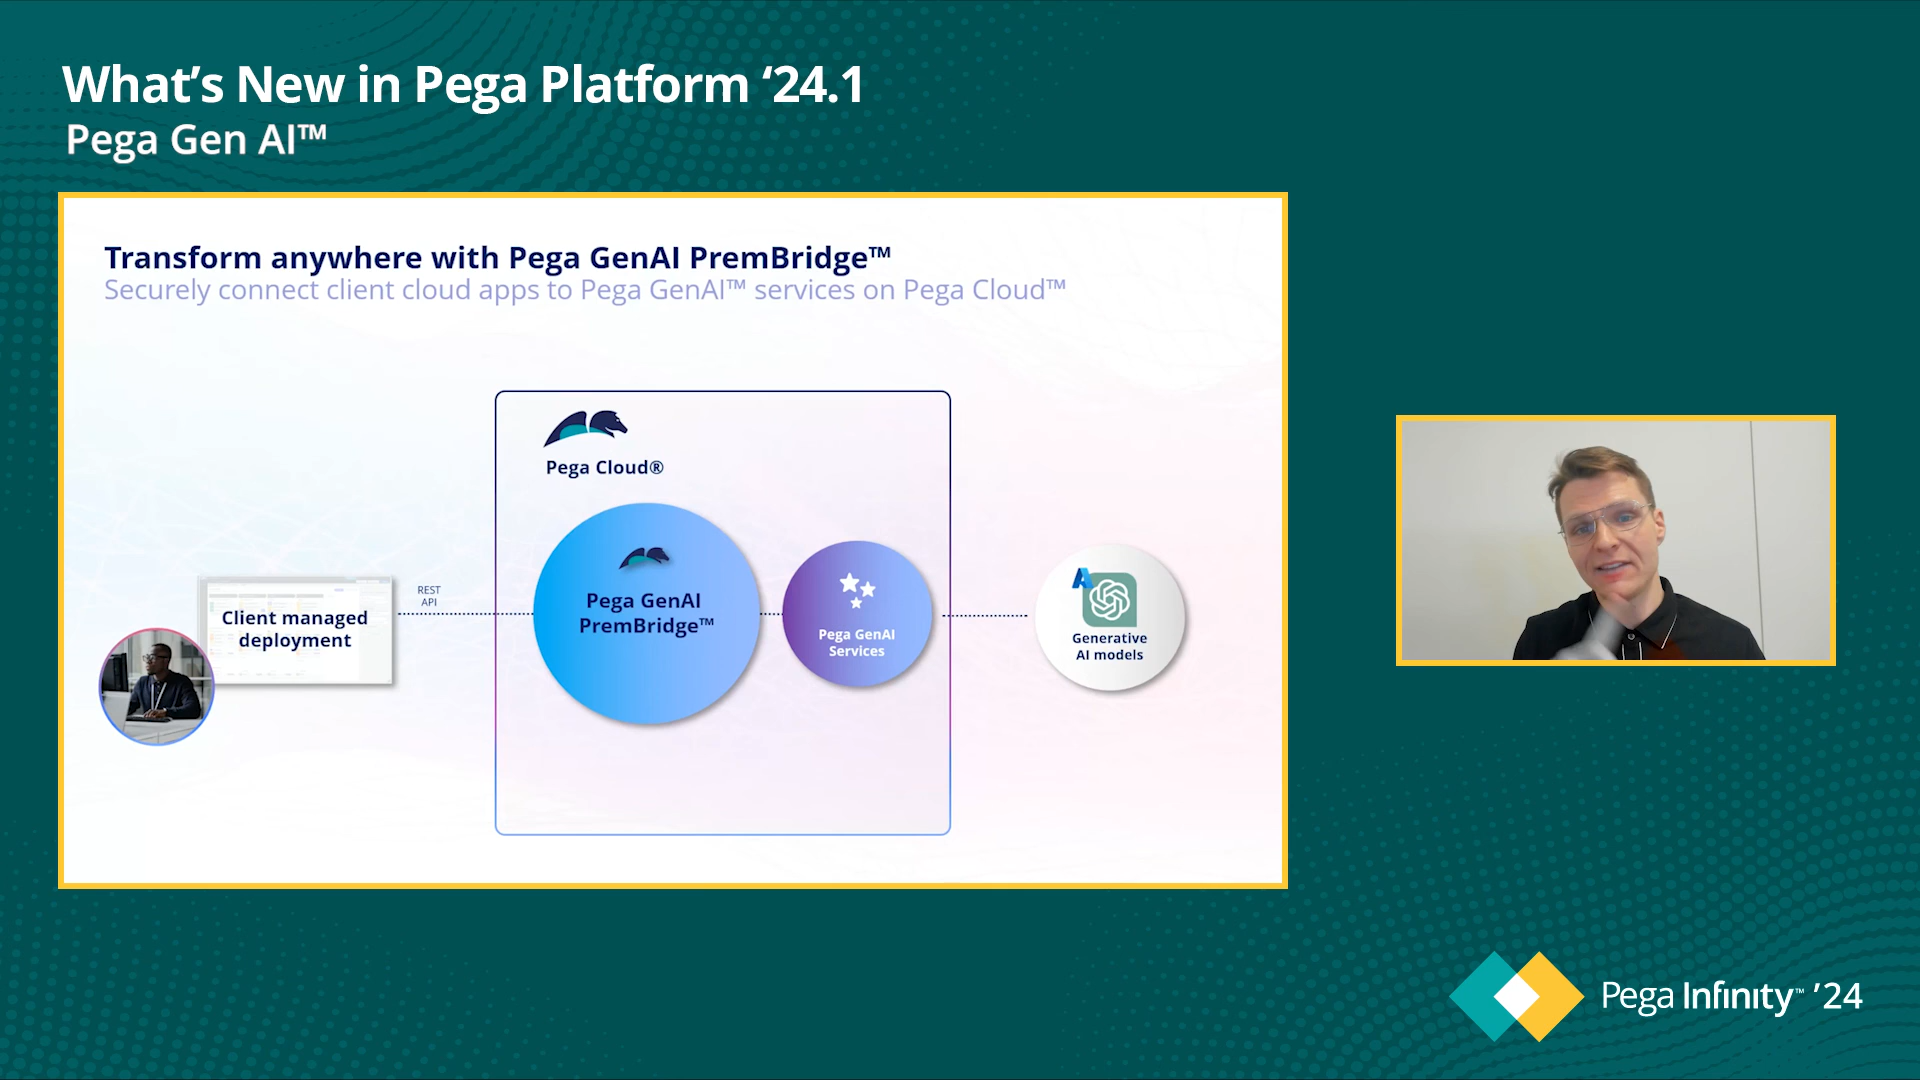 What's New in Pega Platform ‘24.1
Pega Gen AI™
Transform anywhere with Pega GenAI PremBridge™
Securely connect client cloud apps to Pega GenAI™ services on Pega Cloud™
Pega Cloud®
Client managed
deployment
REST
API
Pega GenAI
PremBridge™
Pega GenAI
Services
Generative
AI models
Pega Infinity™ ’24